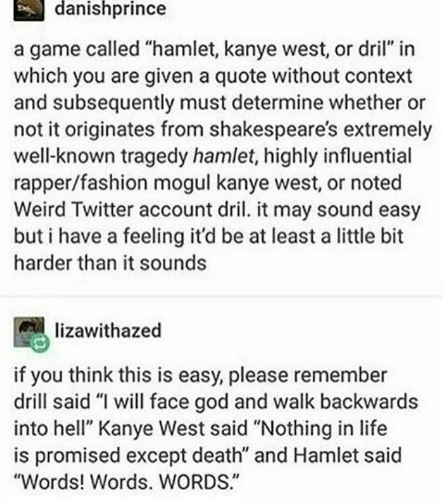 danishprince
a game called “hamlet, kanye west, or dril” in
which you are given a quote without context
and subsequently must determine whether or
not it originates from shakespeare’s extremely
well-known tragedy hamlet, highly influential
rapper/fashion mogul kanye west, or noted
Weird Twitter account dril. it may sound easy
but i have a feeling it’d be at least a little bit
harder than it sounds
lizawithazed
if you think this is easy, please remember
drill said “I will face god and walk backwards
into hell” Kanye West said “Nothing in life
is promised except death” and Hamlet said
“Words! Words. WORDS.”